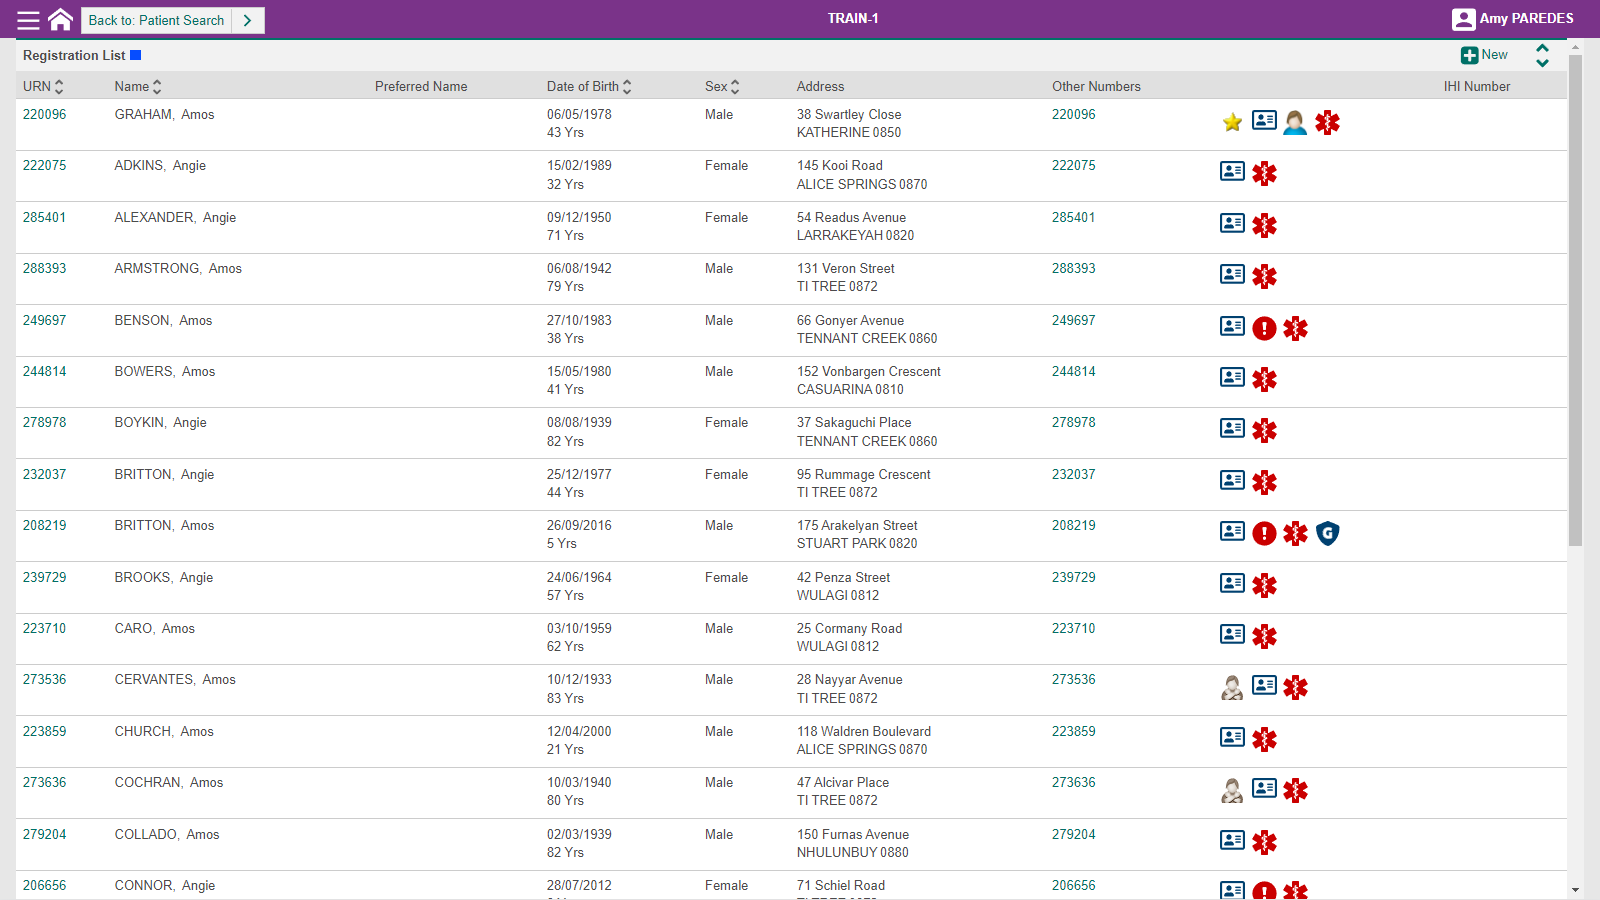 Back to: Patient Search
TRAIN-1
Amy PAREDES
Registration List
New
URN Name Preferred Name Date of Birth Sex Address Other Numbers IHI Number
220096 GRAHAM, Amos 06/05/1978 Male 38 Swartley Close 220096
43 Yrs KATHERINE 0850
222075 ADKINS, Angie 15/02/1989 Female 145 Kooi Road 222075
32 Yrs ALICE SPRINGS 0870
285401 ALEXANDER, Angie 09/12/1950 Female 54 Readus Avenue 285401
71 Yrs LARRAKEYAH 0820
288393 ARMSTRONG, Amos 06/08/1942 Male 131 Veron Street 288393
79 Yrs TI TREE 0872
249697 BENSON, Amos 27/10/1983 Male 66 Gonyer Avenue 249697
38 Yrs TENNANT CREEK 0860
244814 BOWERS, Amos 15/05/1980 Male 152 Vonbargen Crescent 244814
41 Yrs CASUARINA 0810
278978 BOYKIN, Angie 08/08/1939 Female 37 Sakaguchi Place 278978
82 Yrs TENNANT CREEK 0860
232037 BRITTON, Angie 25/12/1977 Female 95 Rummage Crescent 232037
44 Yrs TI TREE 0872
208219 BRITTON, Amos 26/09/2016 Male 175 Arakelyan Street 208219
5 Yrs STUART PARK 0820
G
239729 BROOKS, Angie 24/06/1964 Female 42 Penza Street 239729
57 Yrs WULAGI 0812
223710 CARO, Amos 03/10/1959 Male 25 Cormany Road 223710
62 Yrs WULAGI 0812
273536 CERVANTES, Amos 10/12/1933 Male 28 Nayyar Avenue 273536
83 Yrs TI TREE 0872
223859 CHURCH, Amos 12/04/2000 Male 118 Waldren Boulevard 223859
21 Yrs ALICE SPRINGS 0870
273636 COCHRAN, Amos 10/03/1940 Male 47 Alcivar Place 273636
80 Yrs TI TREE 0872
279204 COLLADO, Amos 02/03/1939 Male 150 Furnas Avenue 279204
82 Yrs NHULUNBUY 0880
206656 CONNOR, Angie 28/07/2012 Female 71 Schiel Road 206656